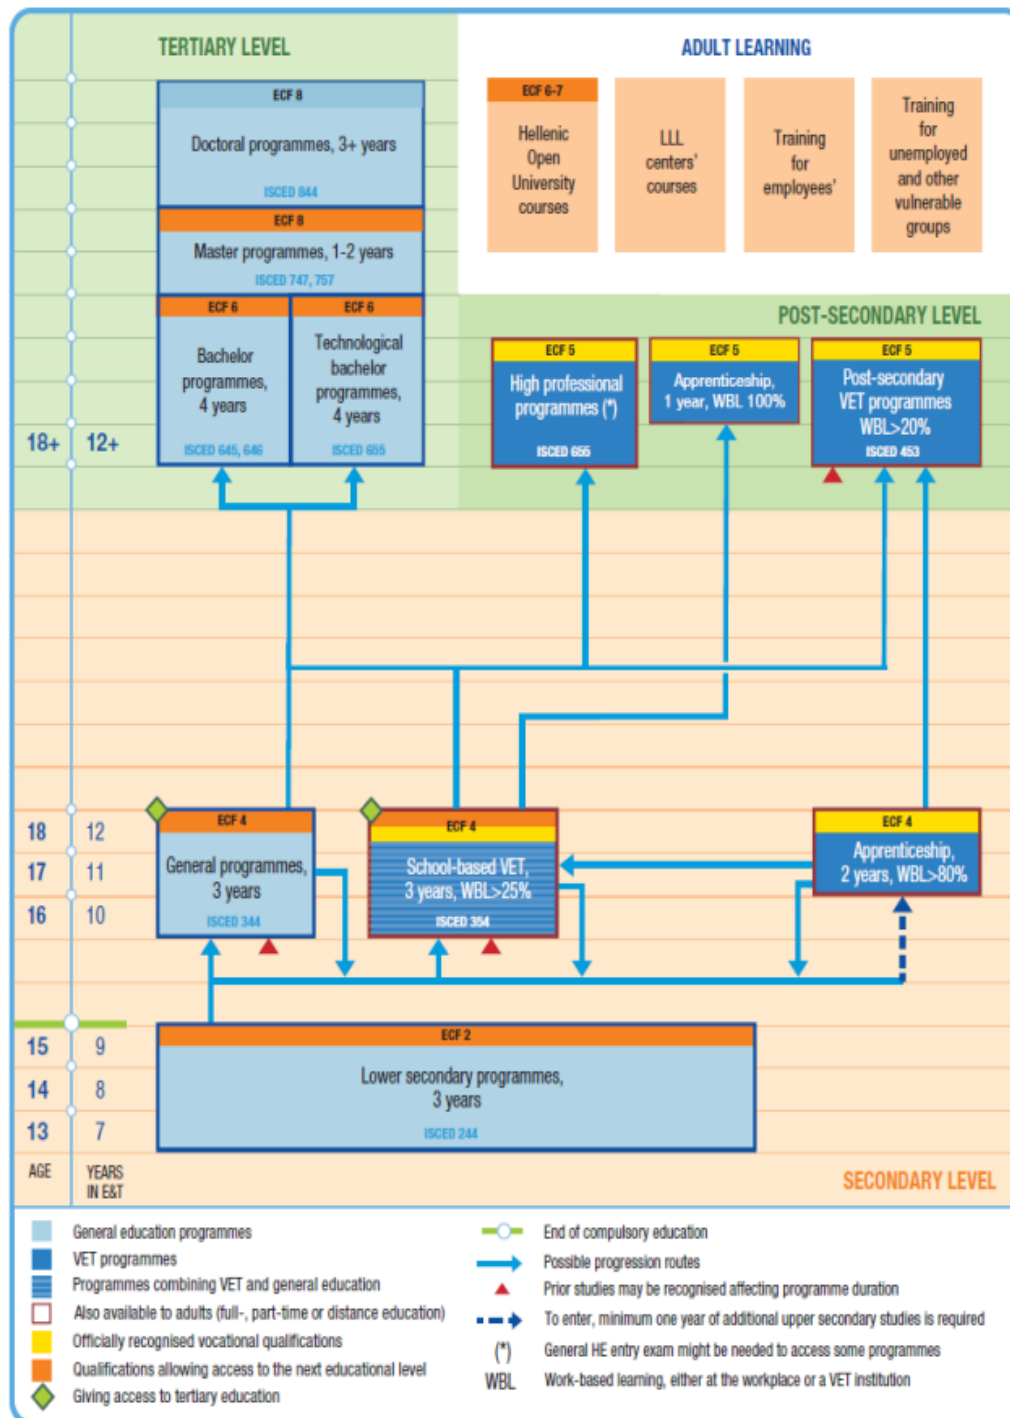 TERTIARY LEVEL
ADULT LEARNING
ECF 8
Doctoral programmes, 3+ years
ISCED 844
ECF 8
Master programmes, 1-2 years
ISCED 747, 757
ECF 6
Bachelor
programmes,
4 years
ISCED 645, 646
ECF 6
Technological
bachelor
programmes,
4 years
ISCED 655
ECF 6-7
Hellenic
Open
University
courses
LLL
centers'
courses
Training
for
employees'
Training
for
unemployed
and other
vulnerable
groups
POST-SECONDARY LEVEL
ECF 5
High professional
programmes (*)
ISCED 655
ECF 5
Apprenticeship,
1 year, WBL 100%
ECF 5
Post-secondary
VET programmes
WBL>20%
ISCED 453
18+ 12+
18 12
17 11
16 10
ECF 4
General programmes,
3 years
ISCED 344
ECF 4
School-based VET,
3 years, WBL>25%
ISCED 354
ECF 4
Apprenticeship,
2 years, WBL>80%
15 9
14 8
13 7
ECF 2
Lower secondary programmes,
3 years
ISCED 244
AGE
YEARS
IN E&T
SECONDARY LEVEL
General education programmes
VET programmes
Programmes combining VET and general education
Also available to adults (full-, part-time or distance education)
Officially recognised vocational qualifications
Qualifications allowing access to the next educational level
Giving access to tertiary education
End of compulsory education
Possible progression routes
Prior studies may be recognised affecting programme duration
To enter, minimum one year of additional upper secondary studies is required
(*) General HE entry exam might be needed to access some programmes
WBL Work-based learning, either at the workplace or a VET institution